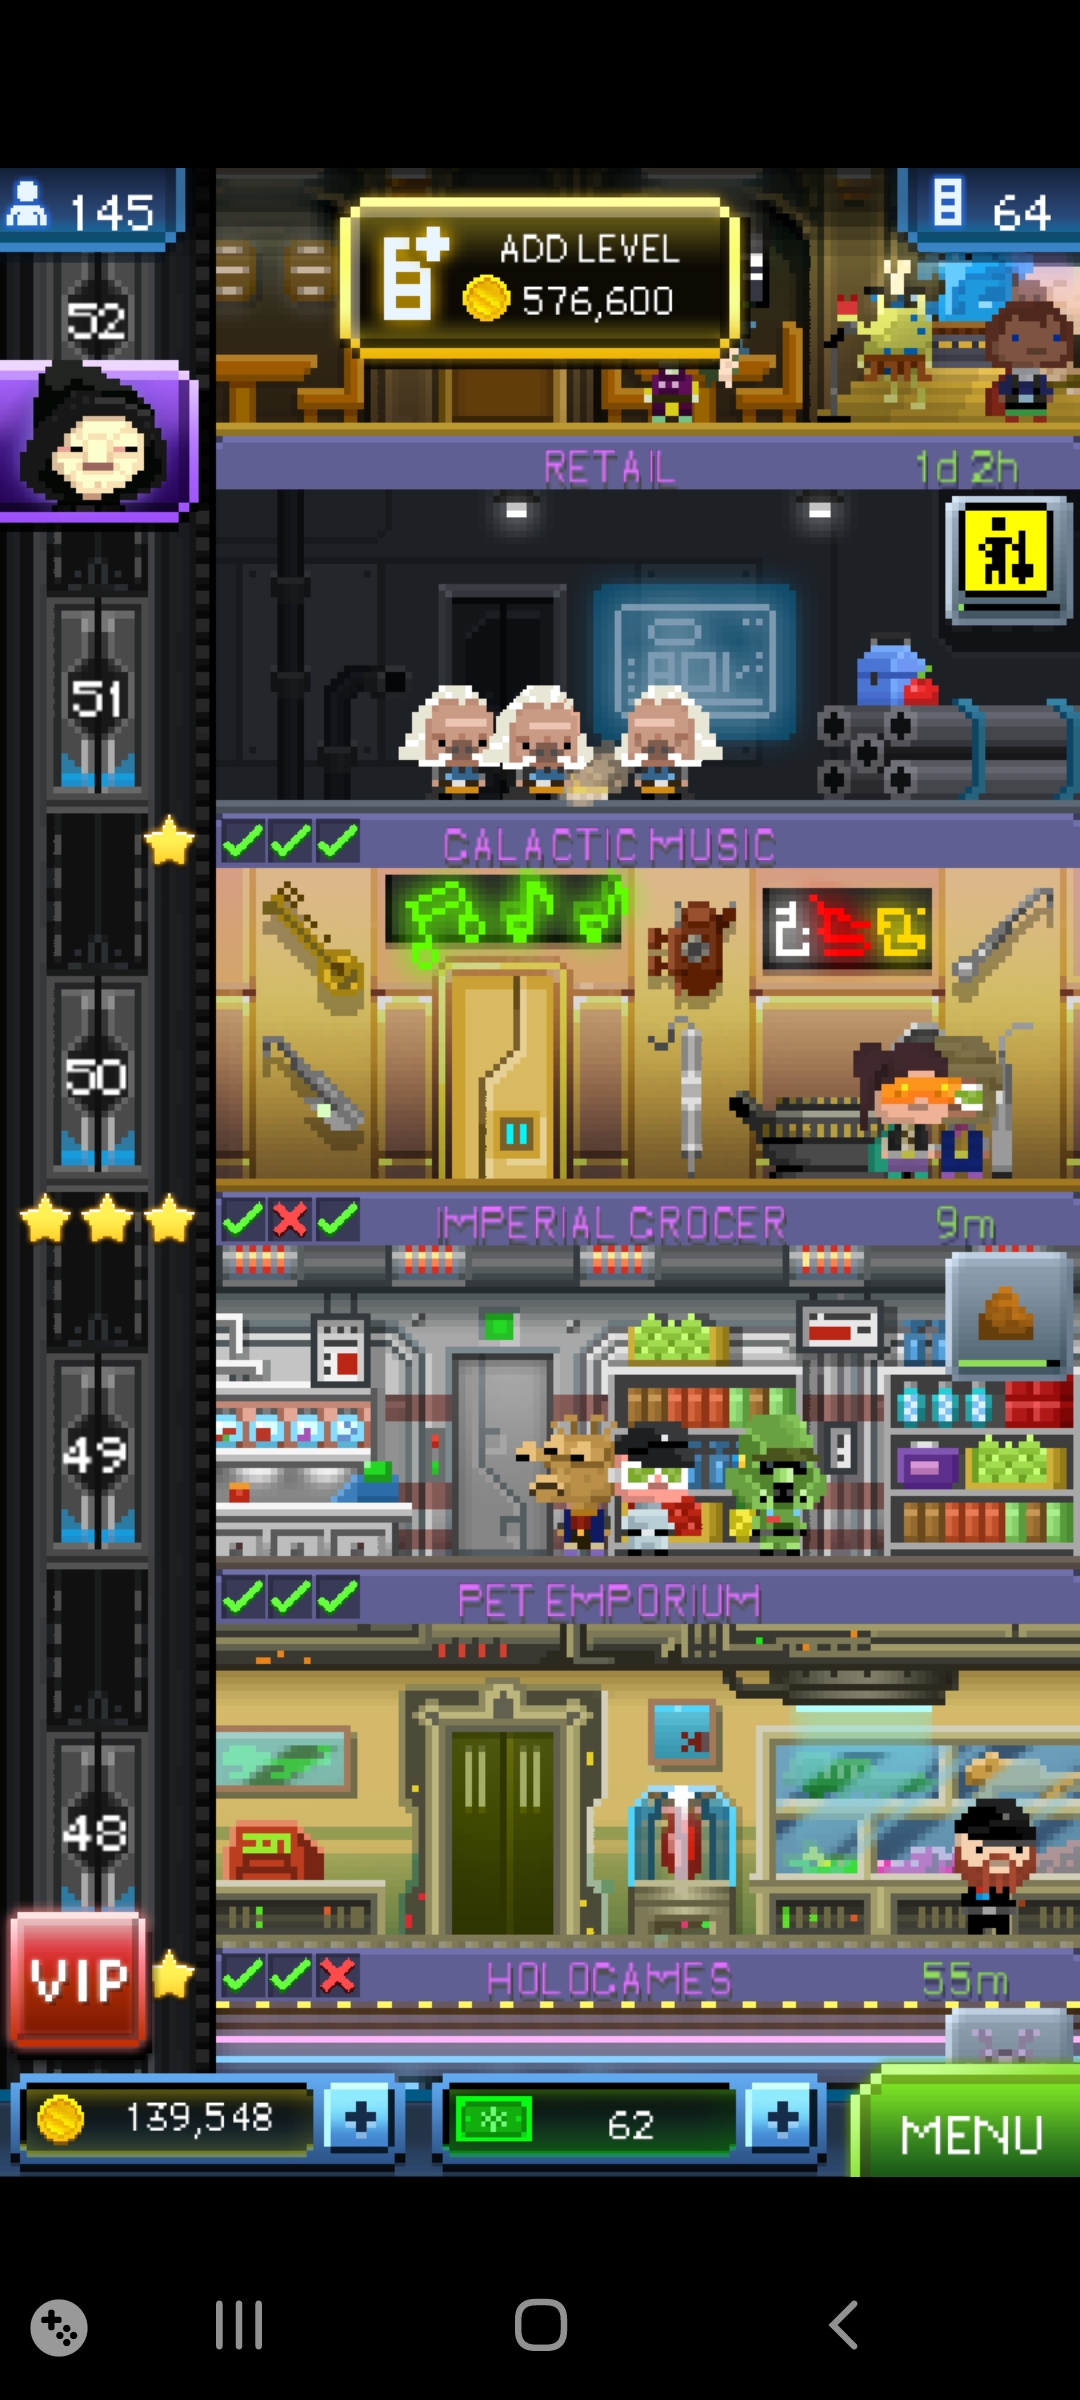 145
64
ADD LEVEL
576,600
52
RETAIL
1d 2h
51
GALACTIC MUSIC
50
IMPERIAL GROCER
9m
49
PET EMPORIUM
48
VIP
HOLOGAMES
55m
139,548
62
MENU